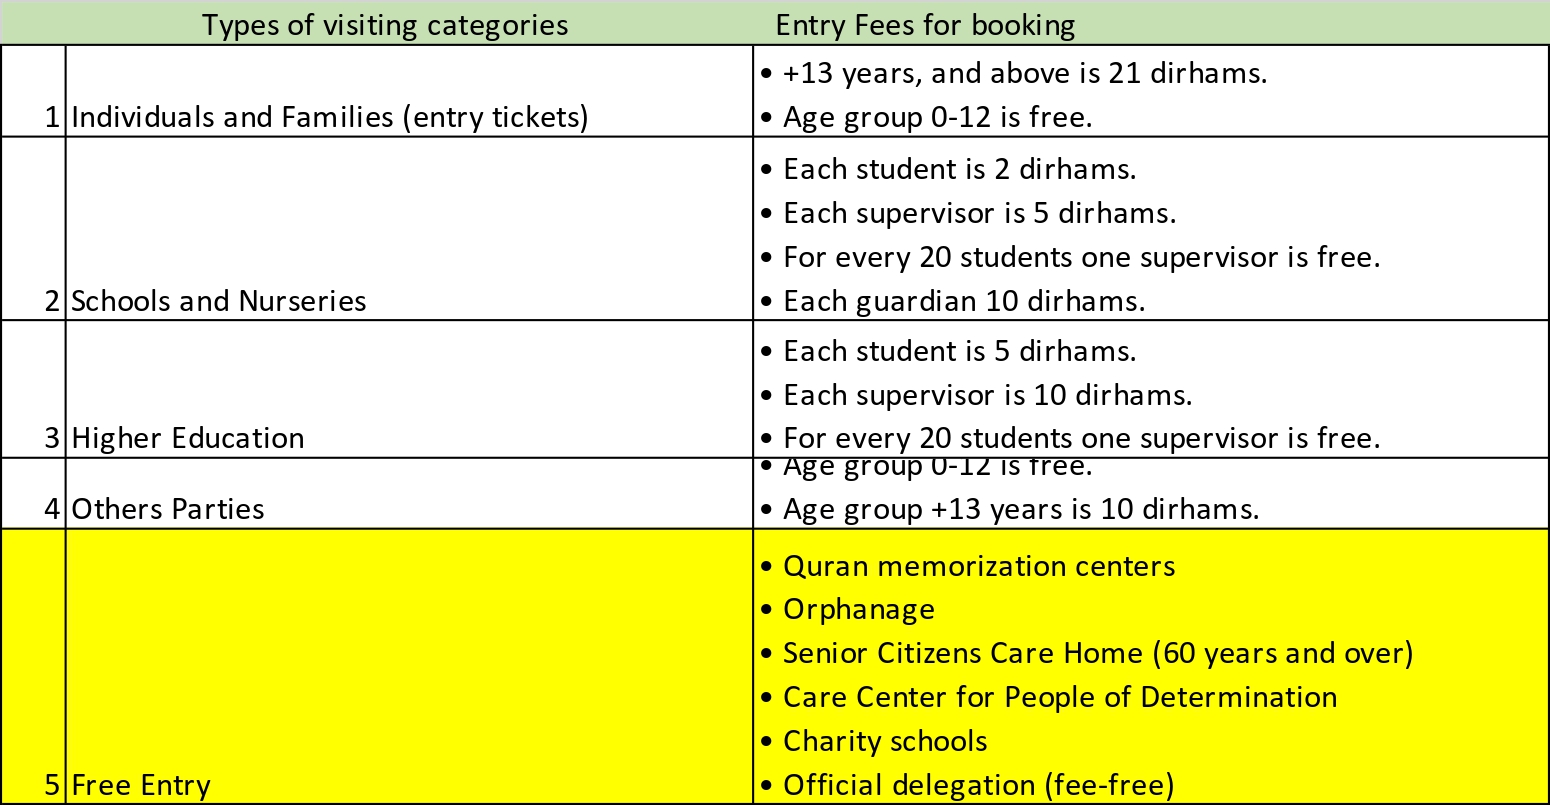 Types of visiting categories Entry Fees for booking
• +13 years, and above is 21 dirhams.
1 Individuals and Families (entry tickets) • Age group 0-12 is free.
• Each student is 2 dirhams.
• Each supervisor is 5 dirhams.
• For every 20 students one supervisor is free.
2 Schools and Nurseries • Each guardian 10 dirhams.
• Each student is 5 dirhams.
• Each supervisor is 10 dirhams.
3 Higher Education • For every 20 students one supervisor is free.
• Age group 0-12 is free.
4 Others Parties • Age group +13 years is 10 dirhams.
• Quran memorization centers
• Orphanage
• Senior Citizens Care Home (60 years and over)
• Care Center for People of Determination
• Charity schools
5 Free Entry • Official delegation (fee-free)